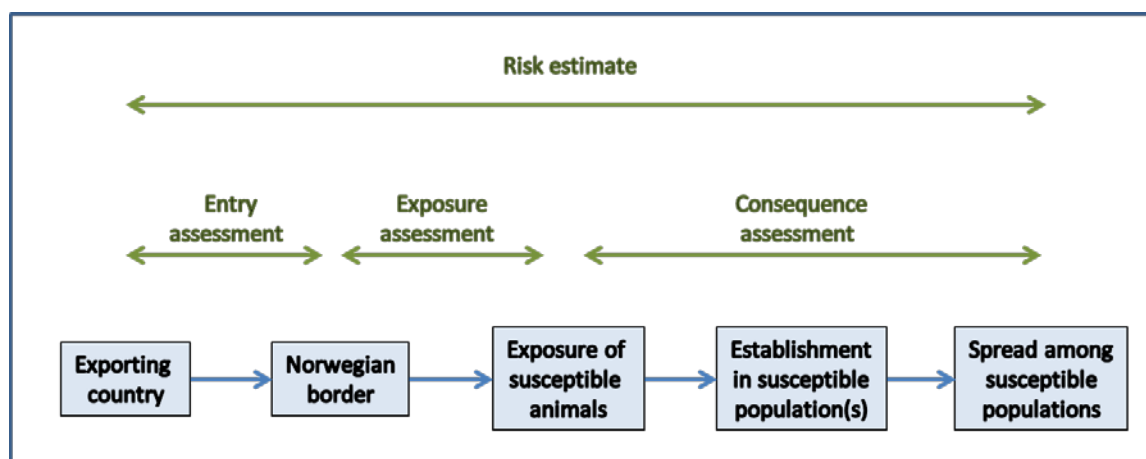 Risk estimate
Entry
assessment
Exposure
assessment
Consequence
assessment
Exporting
country
Norwegian
border
Exposure of
susceptible
animals
Establishment
in susceptible
population(s)
Spread among
susceptible
populations